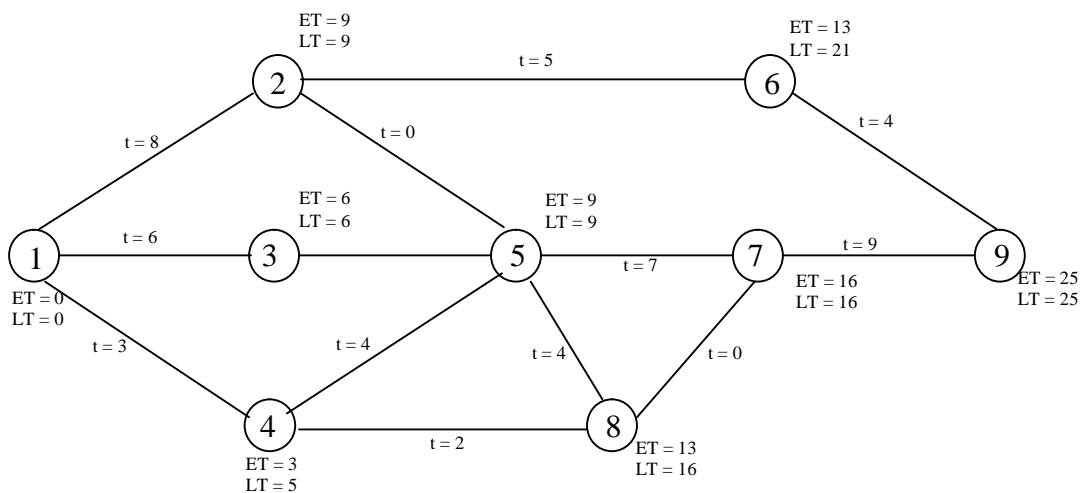 ET = 9
LT = 9
ET = 13
LT = 21
2
t = 5
6
t = 8
t = 0
t = 4
ET = 6
LT = 6
ET = 9
LT = 9
1
t = 6
3
5
t = 7
7
t = 9
9
ET = 0
LT = 0
ET = 16
LT = 16
ET = 25
LT = 25
t = 3
t = 4
t = 4
t = 0
4
t = 2
8
ET = 3
LT = 5
ET = 13
LT = 16